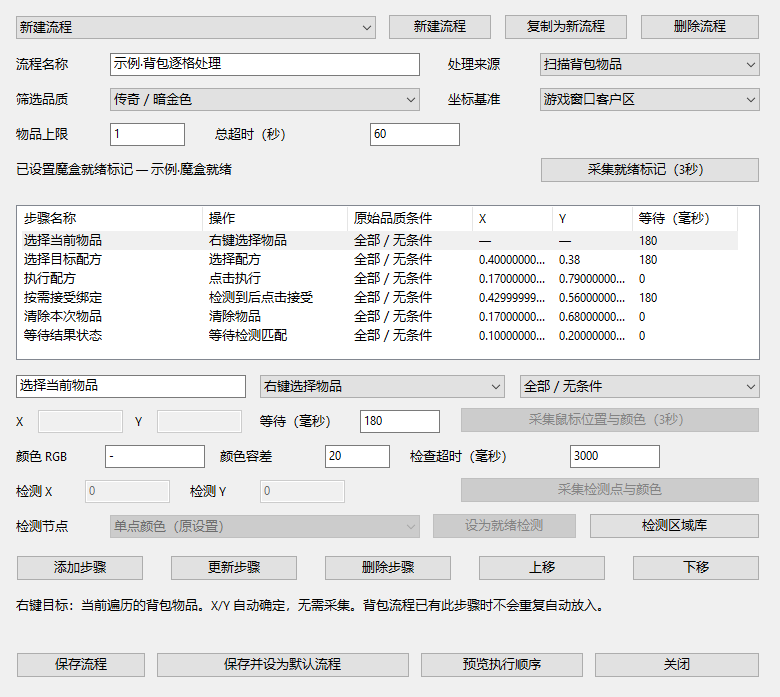 新建流程 新建流程 复制为新流程 删除流程
流程名称 示例·背包逐格处理 处理来源 扫描背包物品
筛选品质 传奇 / 暗金色 坐标基准 游戏窗口客户区
物品上限 1 总超时（秒） 60
已设置魔盒就绪标记 — 示例·魔盒就绪 采集就绪标记（3秒）
步骤名称 操作 原始品质条件 X Y 等待（毫秒）
选择当前物品 右键选择物品 全部 / 无条件 — — 180
选择目标配方 选择配方 全部 / 无条件 0.40000000... 0.38 180
执行配方 点击执行 全部 / 无条件 0.17000000... 0.79000000... 0
按需接受绑定 检测到后点击接受 全部 / 无条件 0.42999999... 0.56000000... 180
清除本次物品 清除物品 全部 / 无条件 0.17000000... 0.68000000... 0
等待结果状态 等待检测匹配 全部 / 无条件 0.10000000... 0.20000000... 0
选择当前物品 右键选择物品 全部 / 无条件
X Y 等待（毫秒） 180 采集鼠标位置与颜色（3秒）
颜色 RGB - 颜色容差 20 检查超时（毫秒） 3000
检测 X 0 检测 Y 0 采集检测点与颜色
检测节点 单点颜色（原设置） 设为就绪检测 检测区域库
添加步骤 更新步骤 删除步骤 上移 下移
右键目标：当前遍历的背包物品。X/Y 自动确定，无需采集。背包流程已有此步骤时不会重复自动放入。
保存流程 保存并设为默认流程 预览执行顺序 关闭